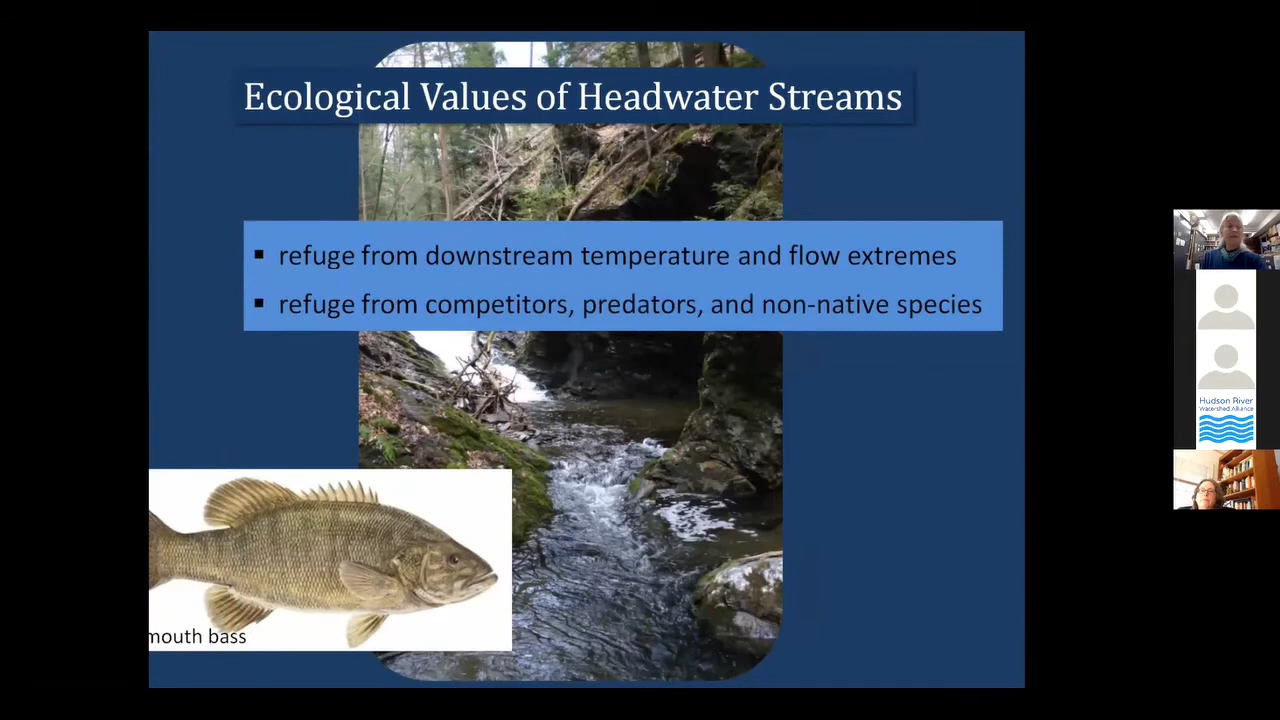 Ecological Values of Headwater Streams
▪ refuge from downstream temperature and flow extremes
▪ refuge from competitors, predators, and non-native species
mouth bass
Hudson River
Watershed Alliance